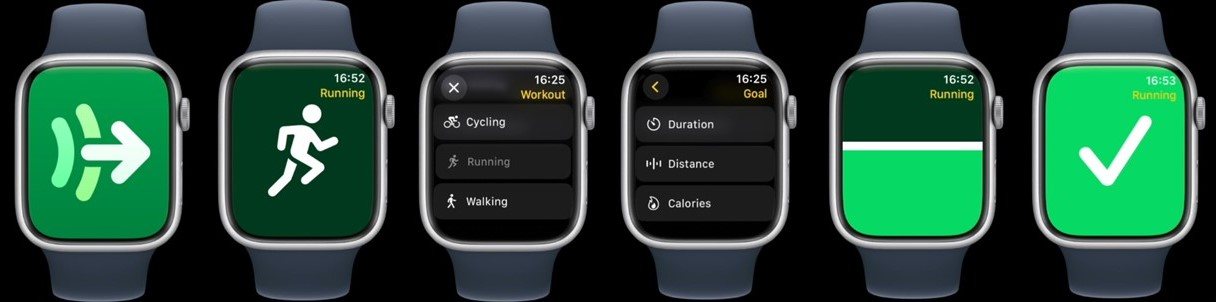 16:52
Running
16:25
Workout
Cycling
Running
Walking
16:25
Goal
Duration
Distance
Calories
16:52
Running
16:53
Running